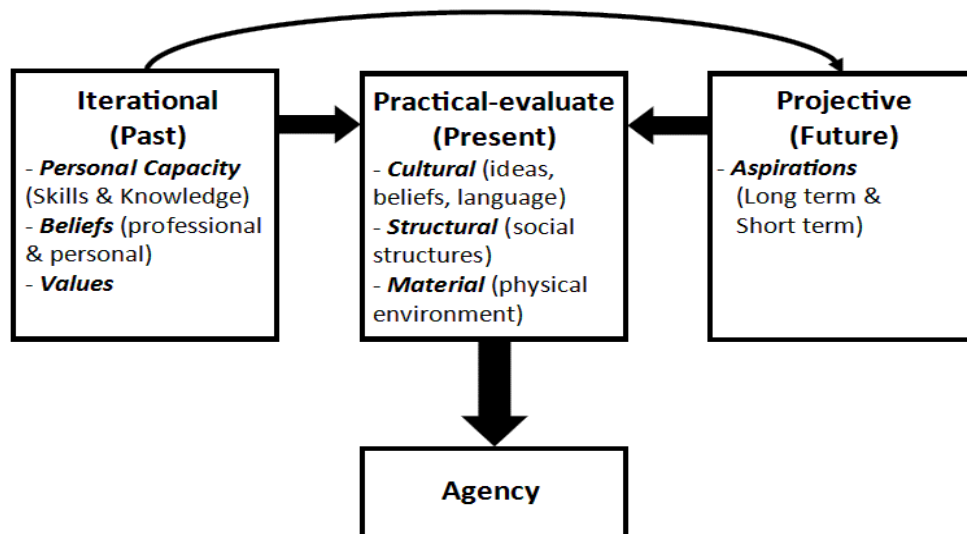 Iterational
(Past)
- Personal Capacity
(Skills & Knowledge)
- Beliefs (professional
& personal)
- Values
Practical-evaluate
(Present)
- Cultural (ideas,
beliefs, language)
- Structural (social
structures)
- Material (physical
environment)
Projective
(Future)
- Aspirations
(Long term &
Short term)
Agency